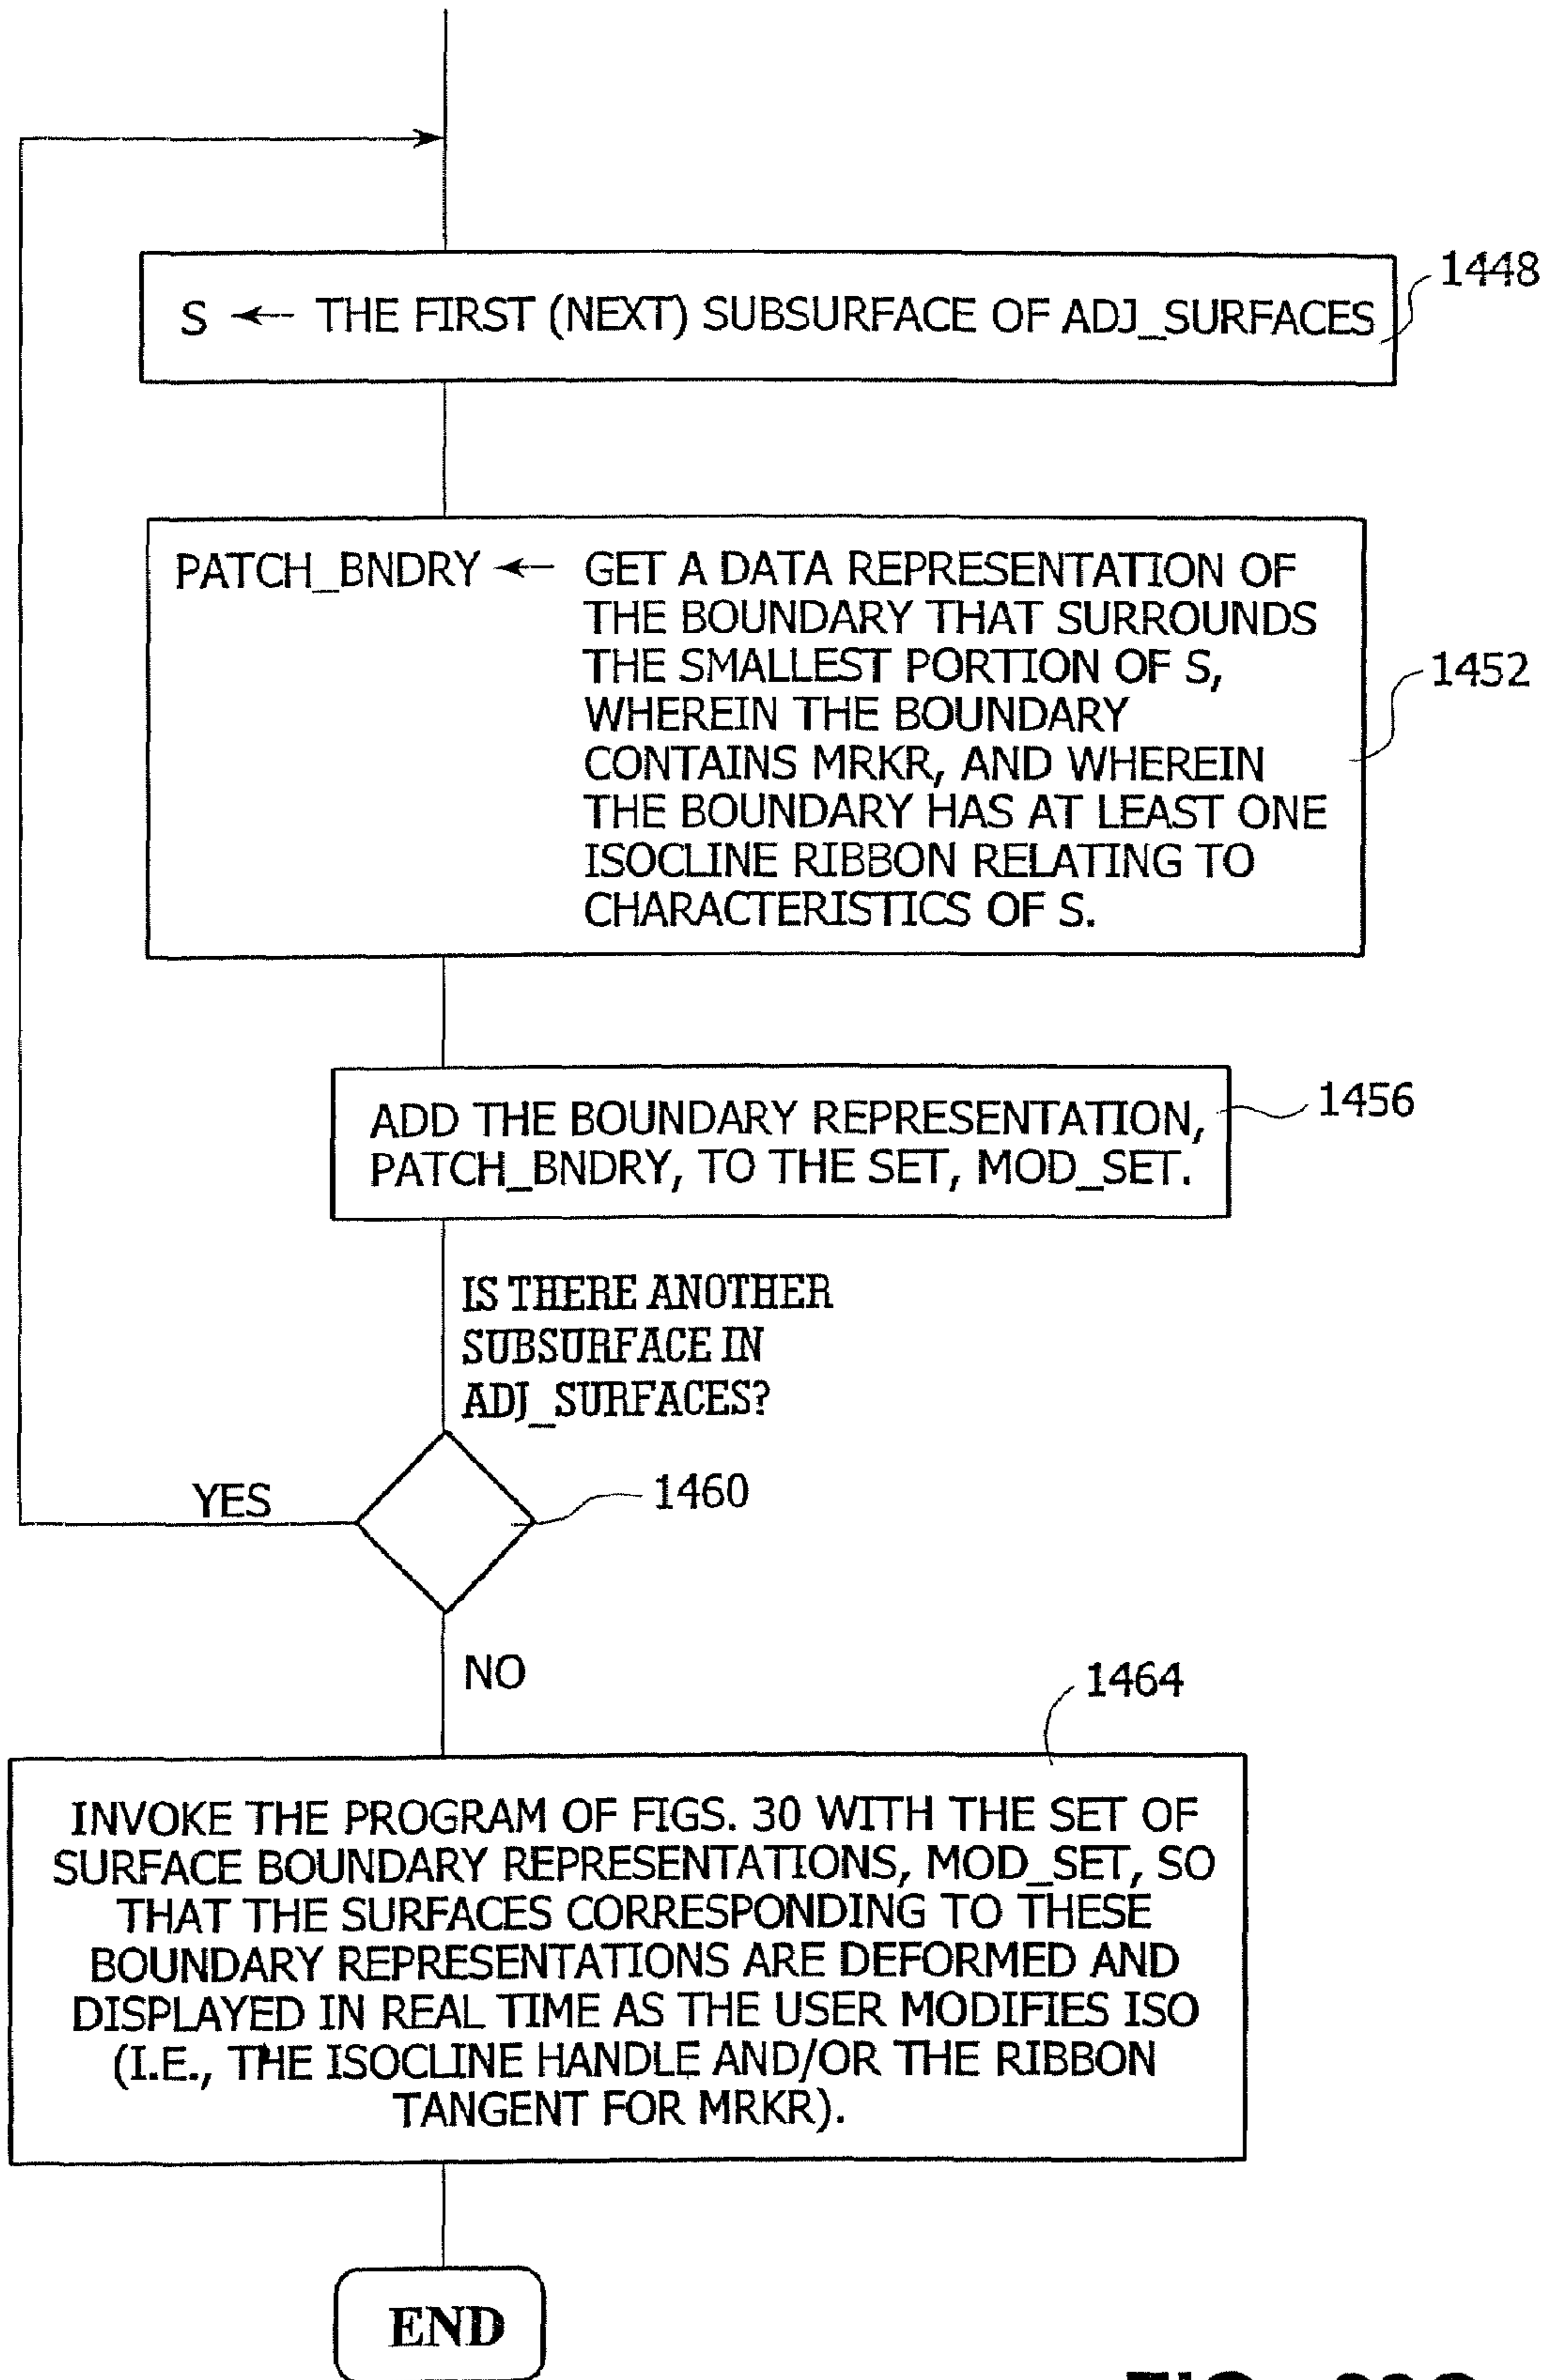 1448
S ← THE FIRST (NEXT) SUBSURFACE OF ADJ_SURFACES
PATCH_BNDRY ← GET A DATA REPRESENTATION OF
THE BOUNDARY THAT SURROUNDS
THE SMALLEST PORTION OF S,
1452
WHEREIN THE BOUNDARY
CONTAINS MRKR, AND WHEREIN
THE BOUNDARY HAS AT LEAST ONE
ISOCLINE RIBBON RELATING TO
CHARACTERISTICS OF S.
1456
ADD THE BOUNDARY REPRESENTATION,
PATCH_BNDRY, TO THE SET, MOD_SET.
IS THERE ANOTHER
SUBSURFACE IN
ADJ_SURFACES?
YES
1460
NO
1464
INVOKE THE PROGRAM OF FIGS. 30 WITH THE SET OF
SURFACE BOUNDARY REPRESENTATIONS, MOD_SET, SO
THAT THE SURFACES CORRESPONDING TO THESE
BOUNDARY REPRESENTATIONS ARE DEFORMED AND
DISPLAYED IN REAL TIME AS THE USER MODIFIES ISO
(I.E., THE ISOCLINE HANDLE AND/OR THE RIBBON
TANGENT FOR MRKR).
END